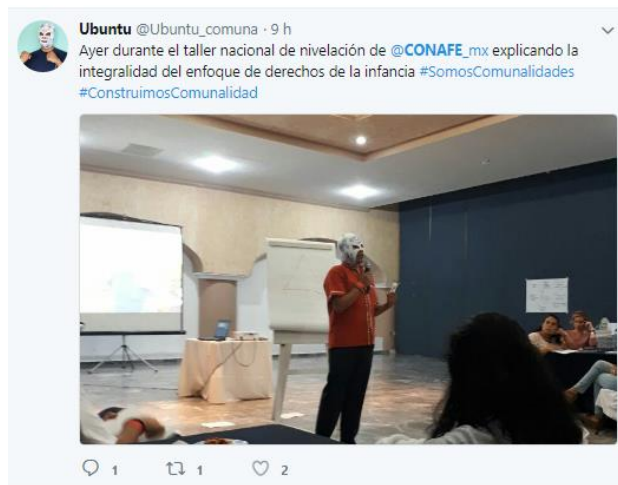 Ubuntu @Ubuntu_comuna · 9 h
Ayer durante el taller nacional de nivelación de @CONAFE_mx explicando la
integralidad del enfoque de derechos de la infancia #SomosComunalidades
#ConstruimosComunalidad
1 1 2